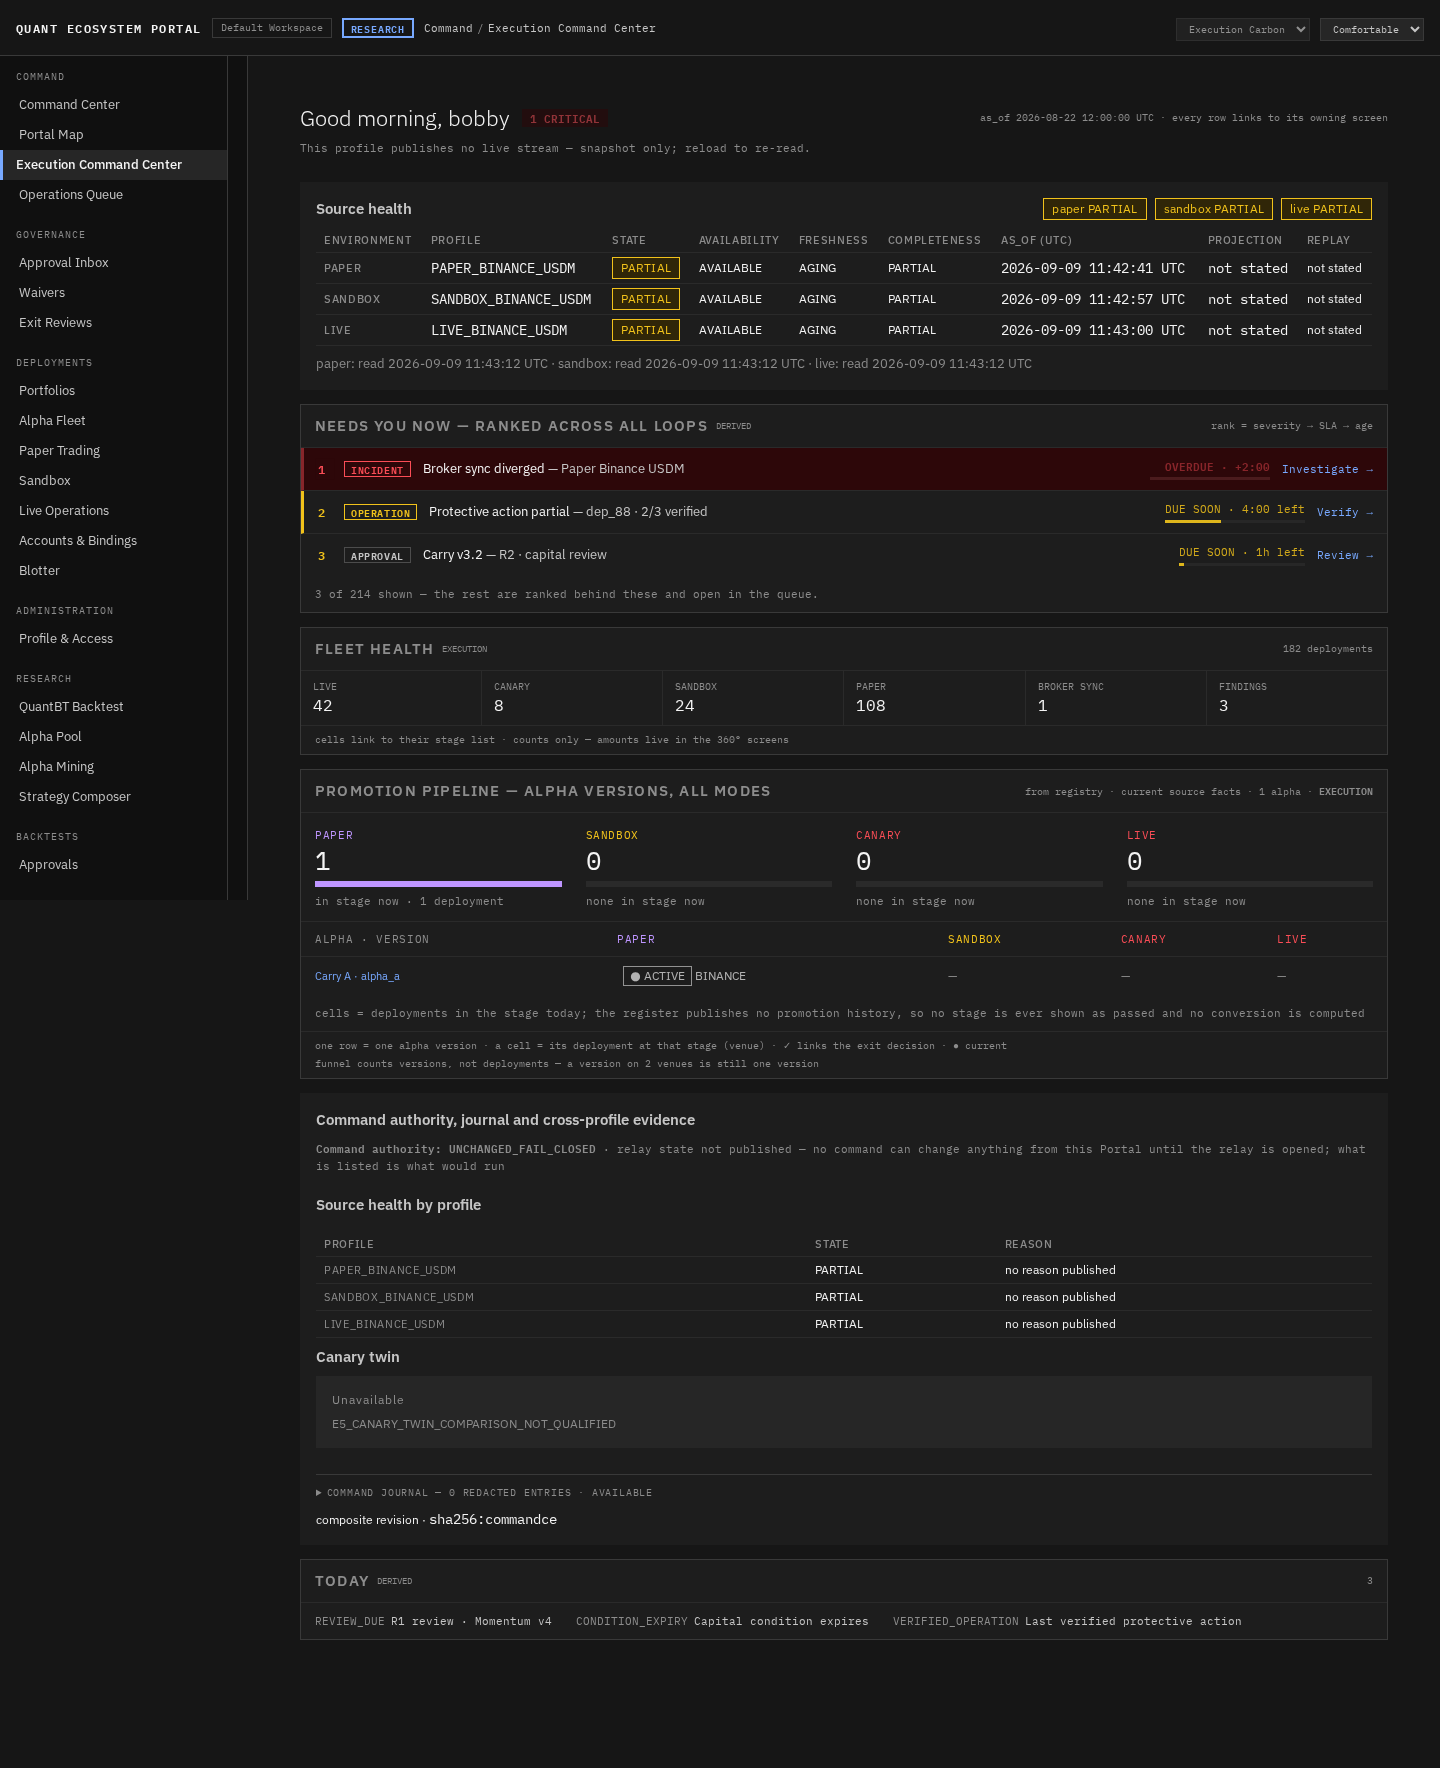 QUANT ECOSYSTEM PORTAL Default Workspace RESEARCH Command / Execution Command Center Execution Carbon Comfortable
COMMAND
Command Center
Portal Map
Execution Command Center
Operations Queue
GOVERNANCE
Approval Inbox
Waivers
Exit Reviews
DEPLOYMENTS
Portfolios
Alpha Fleet
Paper Trading
Sandbox
Live Operations
Accounts & Bindings
Blotter
ADMINISTRATION
Profile & Access
RESEARCH
QuantBT Backtest
Alpha Pool
Alpha Mining
Strategy Composer
BACKTESTS
Approvals
Good morning, bobby 1 CRITICAL as_of 2026-08-22 12:00:00 UTC · every row links to its owning screen
This profile publishes no live stream — snapshot only; reload to re-read.
Source health paper PARTIAL sandbox PARTIAL live PARTIAL
ENVIRONMENT PROFILE STATE AVAILABILITY FRESHNESS COMPLETENESS AS_OF (UTC) PROJECTION REPLAY
PAPER PAPER_BINANCE_USDM PARTIAL AVAILABLE AGING PARTIAL 2026-09-09 11:42:41 UTC not stated not stated
SANDBOX SANDBOX_BINANCE_USDM PARTIAL AVAILABLE AGING PARTIAL 2026-09-09 11:42:57 UTC not stated not stated
LIVE LIVE_BINANCE_USDM PARTIAL AVAILABLE AGING PARTIAL 2026-09-09 11:43:00 UTC not stated not stated
paper: read 2026-09-09 11:43:12 UTC · sandbox: read 2026-09-09 11:43:12 UTC · live: read 2026-09-09 11:43:12 UTC
NEEDS YOU NOW — RANKED ACROSS ALL LOOPS DERIVED rank = severity → SLA → age
1 INCIDENT Broker sync diverged — Paper Binance USDM OVERDUE · +2:00 Investigate →
2 OPERATION Protective action partial — dep_88 · 2/3 verified DUE SOON · 4:00 left Verify →
3 APPROVAL Carry v3.2 — R2 · capital review DUE SOON · 1h left Review →
3 of 214 shown — the rest are ranked behind these and open in the queue.
FLEET HEALTH EXECUTION 182 deployments
LIVE CANARY SANDBOX PAPER BROKER SYNC FINDINGS
42 8 24 108 1 3
cells link to their stage list · counts only — amounts live in the 360° screens
PROMOTION PIPELINE — ALPHA VERSIONS, ALL MODES from registry · current source facts · 1 alpha · EXECUTION
PAPER SANDBOX CANARY LIVE
1 0 0 0
in stage now · 1 deployment none in stage now none in stage now none in stage now
ALPHA · VERSION PAPER SANDBOX CANARY LIVE
Carry A · alpha_a ● ACTIVE BINANCE — — —
cells = deployments in the stage today; the register publishes no promotion history, so no stage is ever shown as passed and no conversion is computed
one row = one alpha version · a cell = its deployment at that stage (venue) · ✓ links the exit decision · ● current
funnel counts versions, not deployments — a version on 2 venues is still one version
Command authority, journal and cross-profile evidence
Command authority: UNCHANGED_FAIL_CLOSED · relay state not published — no command can change anything from this Portal until the relay is opened; what
is listed is what would run
Source health by profile
PROFILE STATE REASON
PAPER_BINANCE_USDM PARTIAL no reason published
SANDBOX_BINANCE_USDM PARTIAL no reason published
LIVE_BINANCE_USDM PARTIAL no reason published
Canary twin
Unavailable
E5_CANARY_TWIN_COMPARISON_NOT_QUALIFIED
▶ COMMAND JOURNAL — 0 REDACTED ENTRIES · AVAILABLE
composite revision · sha256:commandce
TODAY DERIVED 3
REVIEW_DUE R1 review · Momentum v4 CONDITION_EXPIRY Capital condition expires VERIFIED_OPERATION Last verified protective action